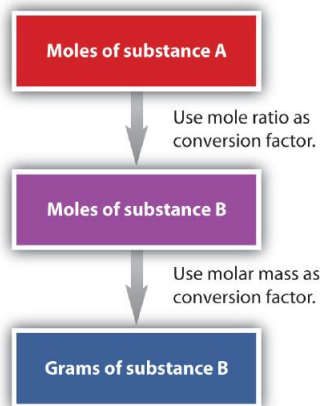 Moles of substance A
Use mole ratio as
conversion factor.
Moles of substance B
Use molar mass as
conversion factor.
Grams of substance B